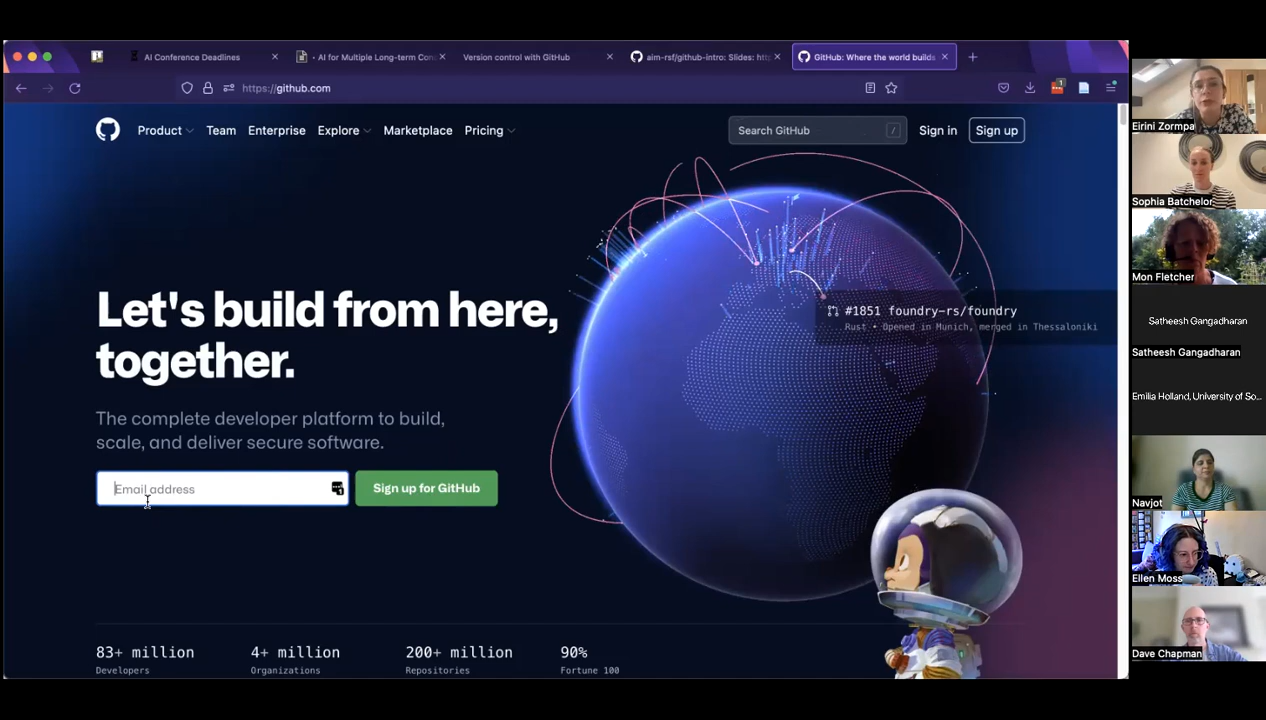 AI Conference Deadlines
AI for Multiple Long-term Con
Version control with GitHub
aim-rsf/github-intro: Slides: htt
GitHub: Where the world builds
https://github.com
Product
Team
Enterprise
Explore
Marketplace
Pricing
Search GitHub
/
Sign in
Sign up
#1851 foundry-rs/foundry
Rust • Opened in Munich, merged in Thessaloniki
Let's build from here,
together.
The complete developer platform to build,
scale, and deliver secure software.
Email address
Sign up for GitHub
83+ million
Developers
4+ million
Organizations
200+ million
Repositories
90%
Fortune 100
Eirini Zormpa
Sophia Batchelor
Mon Fletcher
Satheesh Gangadharan
Satheesh Gangadharan
Emilia Holland, University of So...
Navjot
Ellen Moss
Dave Chapman